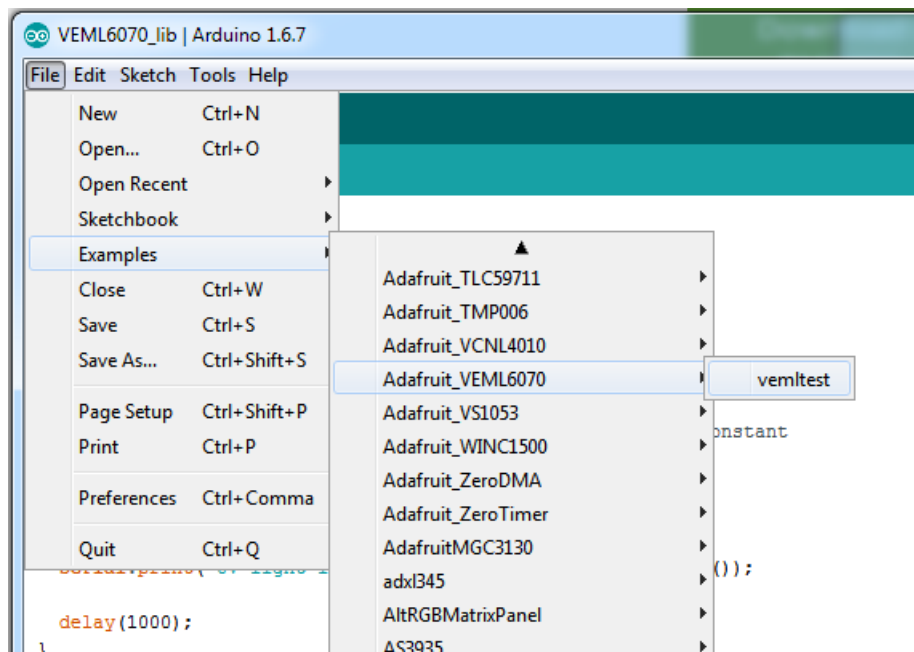 VEML6070_lib | Arduino 1.6.7
File Edit Sketch Tools Help
New Ctrl+N
Open... Ctrl+O
Open Recent
Sketchbook
Examples
Close Ctrl+W
Save Ctrl+S
Save As... Ctrl+Shift+S
Page Setup Ctrl+Shift+P
Print Ctrl+P
Preferences Ctrl+Comma
Quit Ctrl+Q
Adafruit_TLC59711
Adafruit_TMP006
Adafruit_VCNL4010
Adafruit_VEML6070
Adafruit_VS1053
Adafruit_WINC1500
Adafruit_ZeroDMA
Adafruit_ZeroTimer
AdafruitMGC3130
adxl345
AltRGBMatrixPanel
AS3935
vemltest
onstant
());
delay(1000);
}